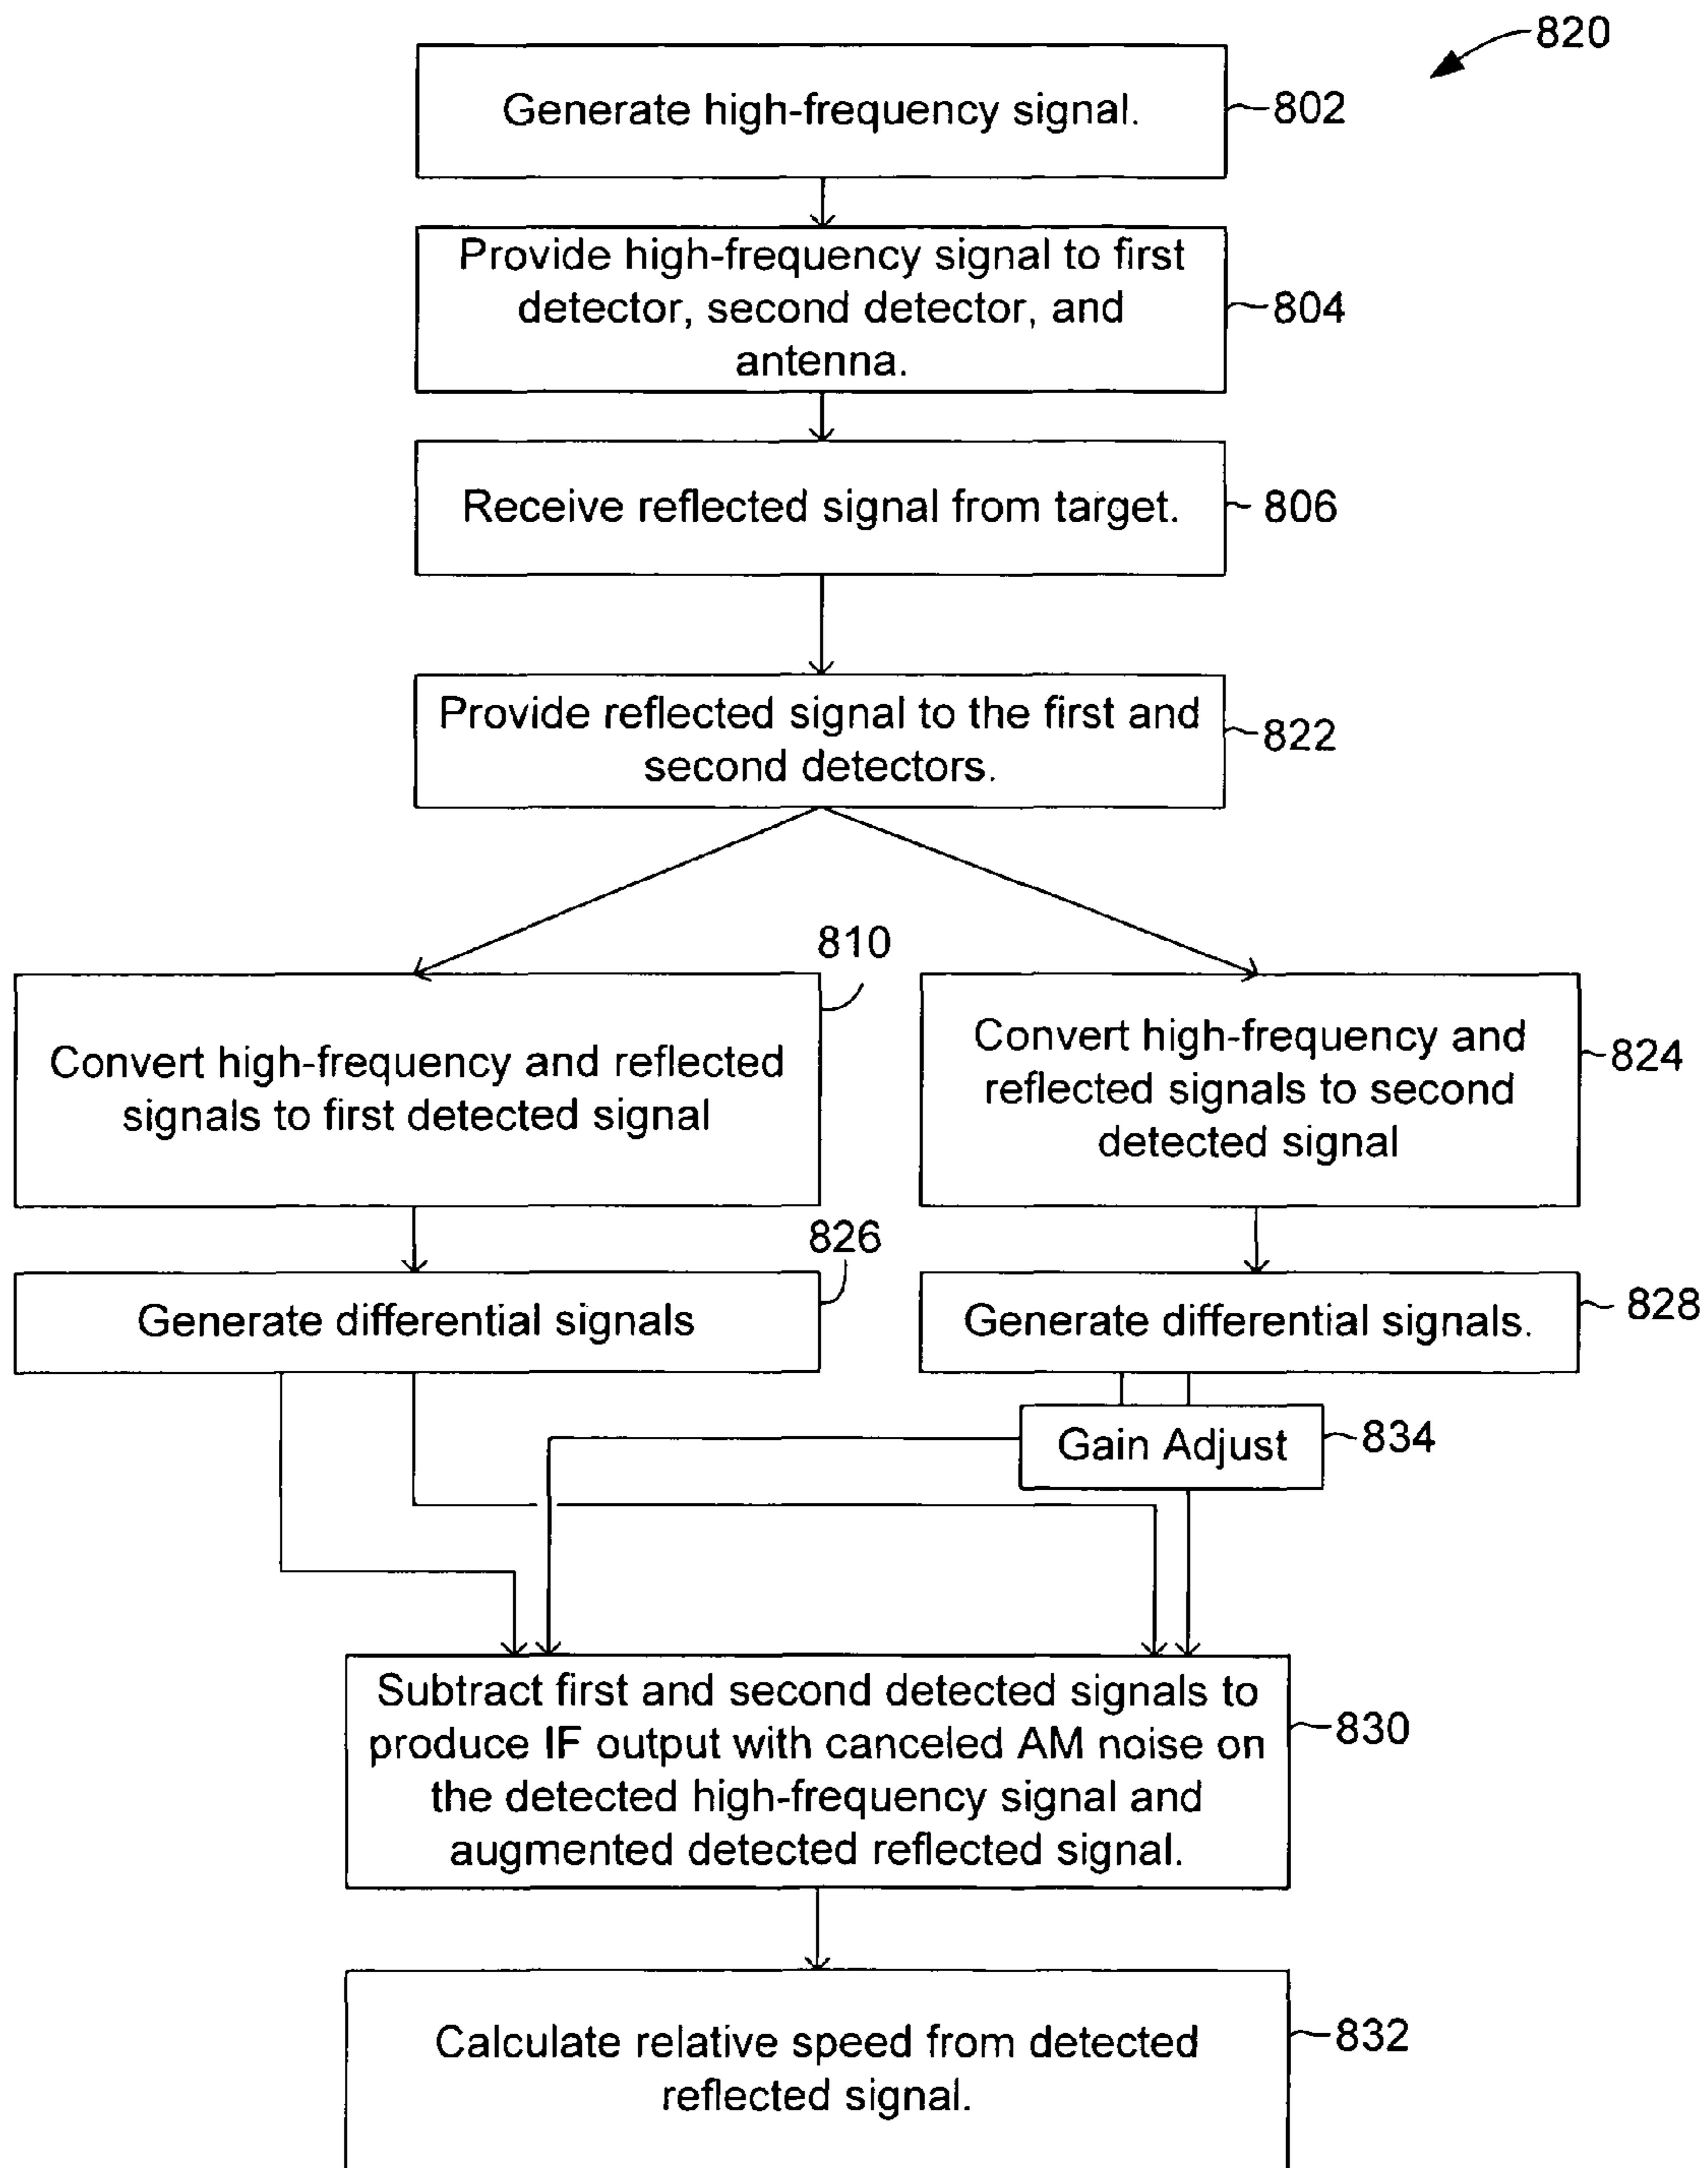 820
Generate high-frequency signal.
802
Provide high-frequency signal to first
detector, second detector, and
antenna.
804
Receive reflected signal from target.
806
Provide reflected signal to the first and
second detectors.
822
810
Convert high-frequency and reflected
signals to first detected signal
Convert high-frequency and
reflected signals to second
detected signal
824
826
Generate differential signals
Generate differential signals.
828
Gain Adjust
834
Subtract first and second detected signals to
produce IF output with canceled AM noise on
the detected high-frequency signal and
augmented detected reflected signal.
830
Calculate relative speed from detected
reflected signal.
832